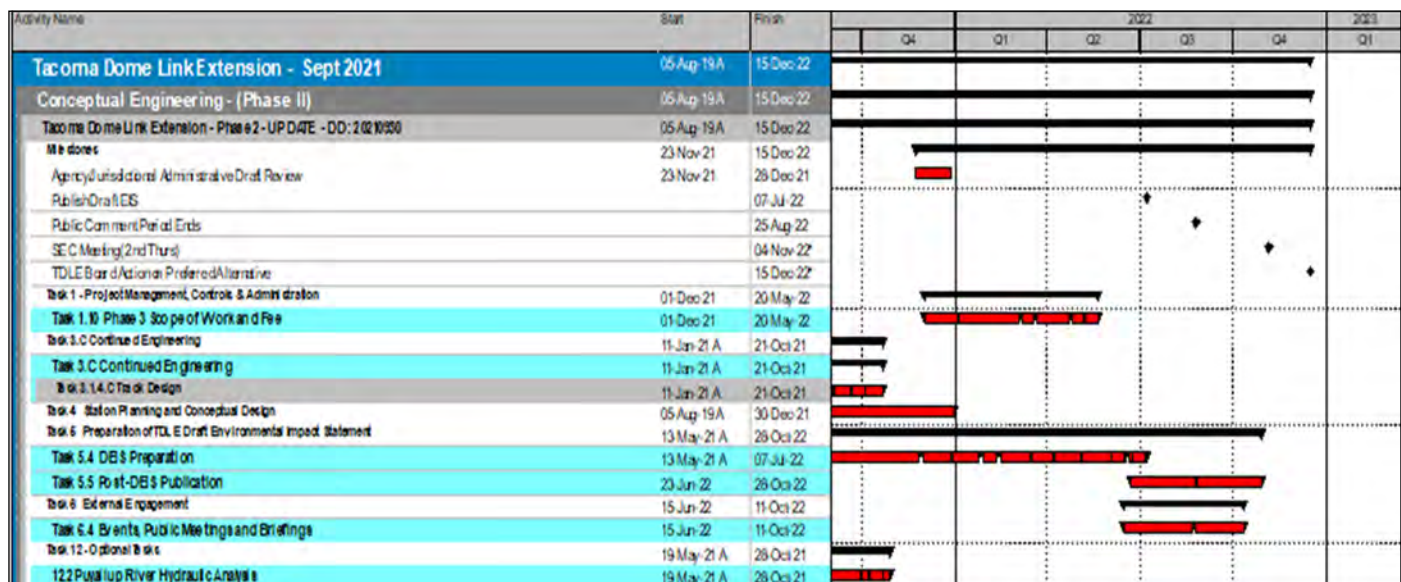 Activity Name Start Finish 2022 2023
Q4 Q1 Q2 Q3 Q4 Q1
Tacoma Dome Link Extension - Sept 2021 05-Aug-19 A 15-Dec-22
Conceptual Engineering - (Phase II) 05-Aug-19 A 15-Dec-22
Tacoma Dome Link Extension - Phase 2 - UPDATE - DD: 20210930 05-Aug-19 A 15-Dec-22
Milestones 23-Nov-21 15-Dec-22
Agency/Jurisdictional Administrative Draft Review 23-Nov-21 28-Dec-21
Publish Draft EIS 07-Jul-22
Public Comment Period Ends 25-Aug-22
SEC Meeting (2nd Thurs) 04-Nov-22*
TDLE Board Action on Preferred Alternative 15-Dec-22*
Task 1 - Project Management, Controls & Administration 01-Dec-21 20-May-22
Task 1.10 Phase 3 Scope of Work and Fee 01-Dec-21 20-May-22
Task 3.C Continued Engineering 11-Jan-21 A 21-Oct-21
Task 3.C Continued Engineering 11-Jan-21 A 21-Oct-21
Task 3.1.4.C Track Design 11-Jan-21 A 21-Oct-21
Task 4 Station Planning and Conceptual Design 05-Aug-19 A 30-Dec-21
Task 5 Preparation of TDLE Draft Environmental Impact Statement 13-May-21 A 28-Oct-22
Task 5.4 DEIS Preparation 13-May-21 A 07-Jul-22
Task 5.5 Post-DEIS Publication 23-Jun-22 28-Oct-22
Task 6 External Engagement 15-Jun-22 11-Oct-22
Task 6.4 Events, Public Meetings and Briefings 15-Jun-22 11-Oct-22
Task 12 - Optional Tasks 19-May-21 A 28-Oct-21
12.2 Puyallup River Hydraulic Analysis 19-May-21 A 28-Oct-21